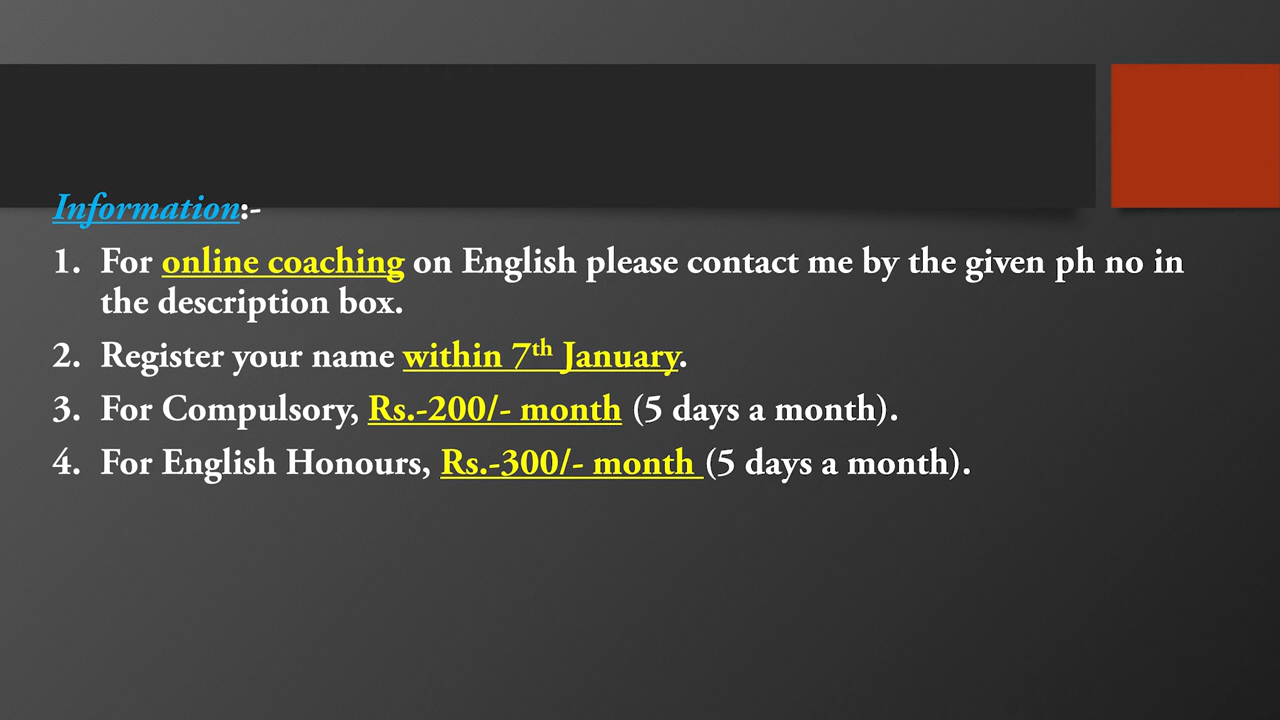 Information:-
1. For online coaching on English please contact me by the given ph no in
the description box.
2. Register your name within 7th January.
3. For Compulsory, Rs.-200/- month (5 days a month).
4. For English Honours, Rs.-300/- month (5 days a month).